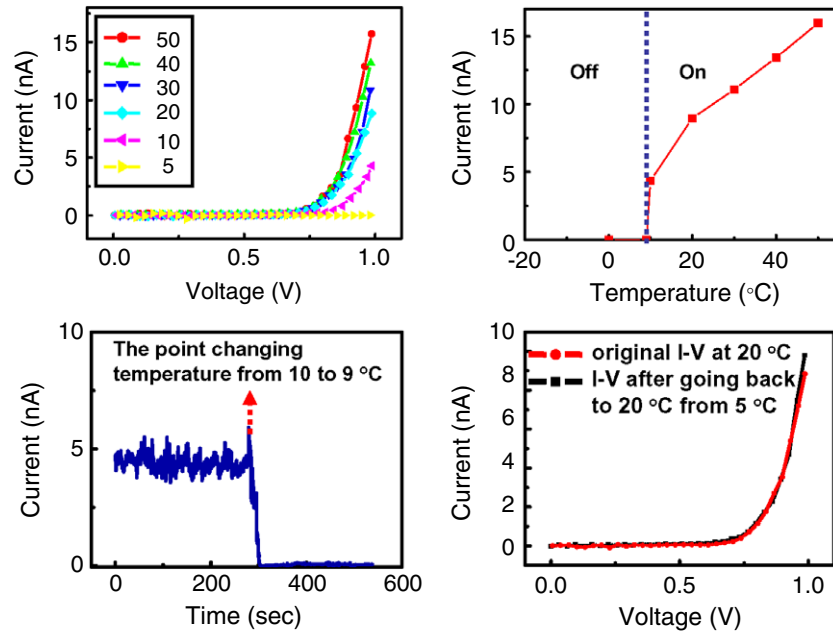 15
10
5
0
Current (nA)
50
40
30
20
10
5
0.0
0.5
1.0
Voltage (V)
15
10
5
0
Current (nA)
Off
On
-20
0
20
40
Temperature (°C)
10
5
0
Current (nA)
The point changing
temperature from 10 to 9 °C
0
200
400
600
Time (sec)
10
8
6
4
2
0
Current (nA)
original I-V at 20 °C
I-V after going back
to 20 °C from 5 °C
0.0
0.5
1.0
Voltage (V)